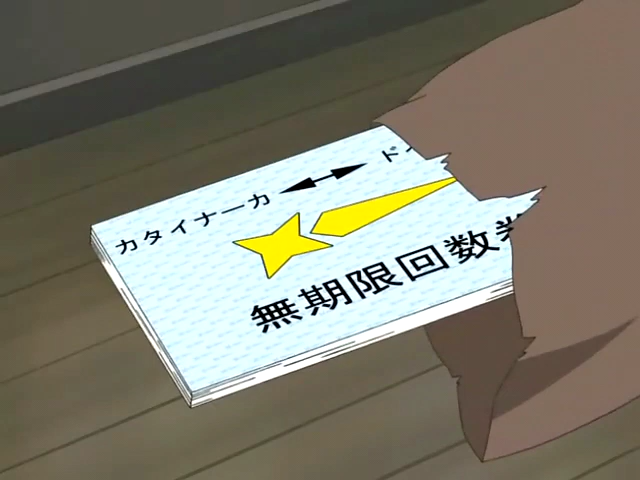 カタイナーカ ↔ ド
無期限回数